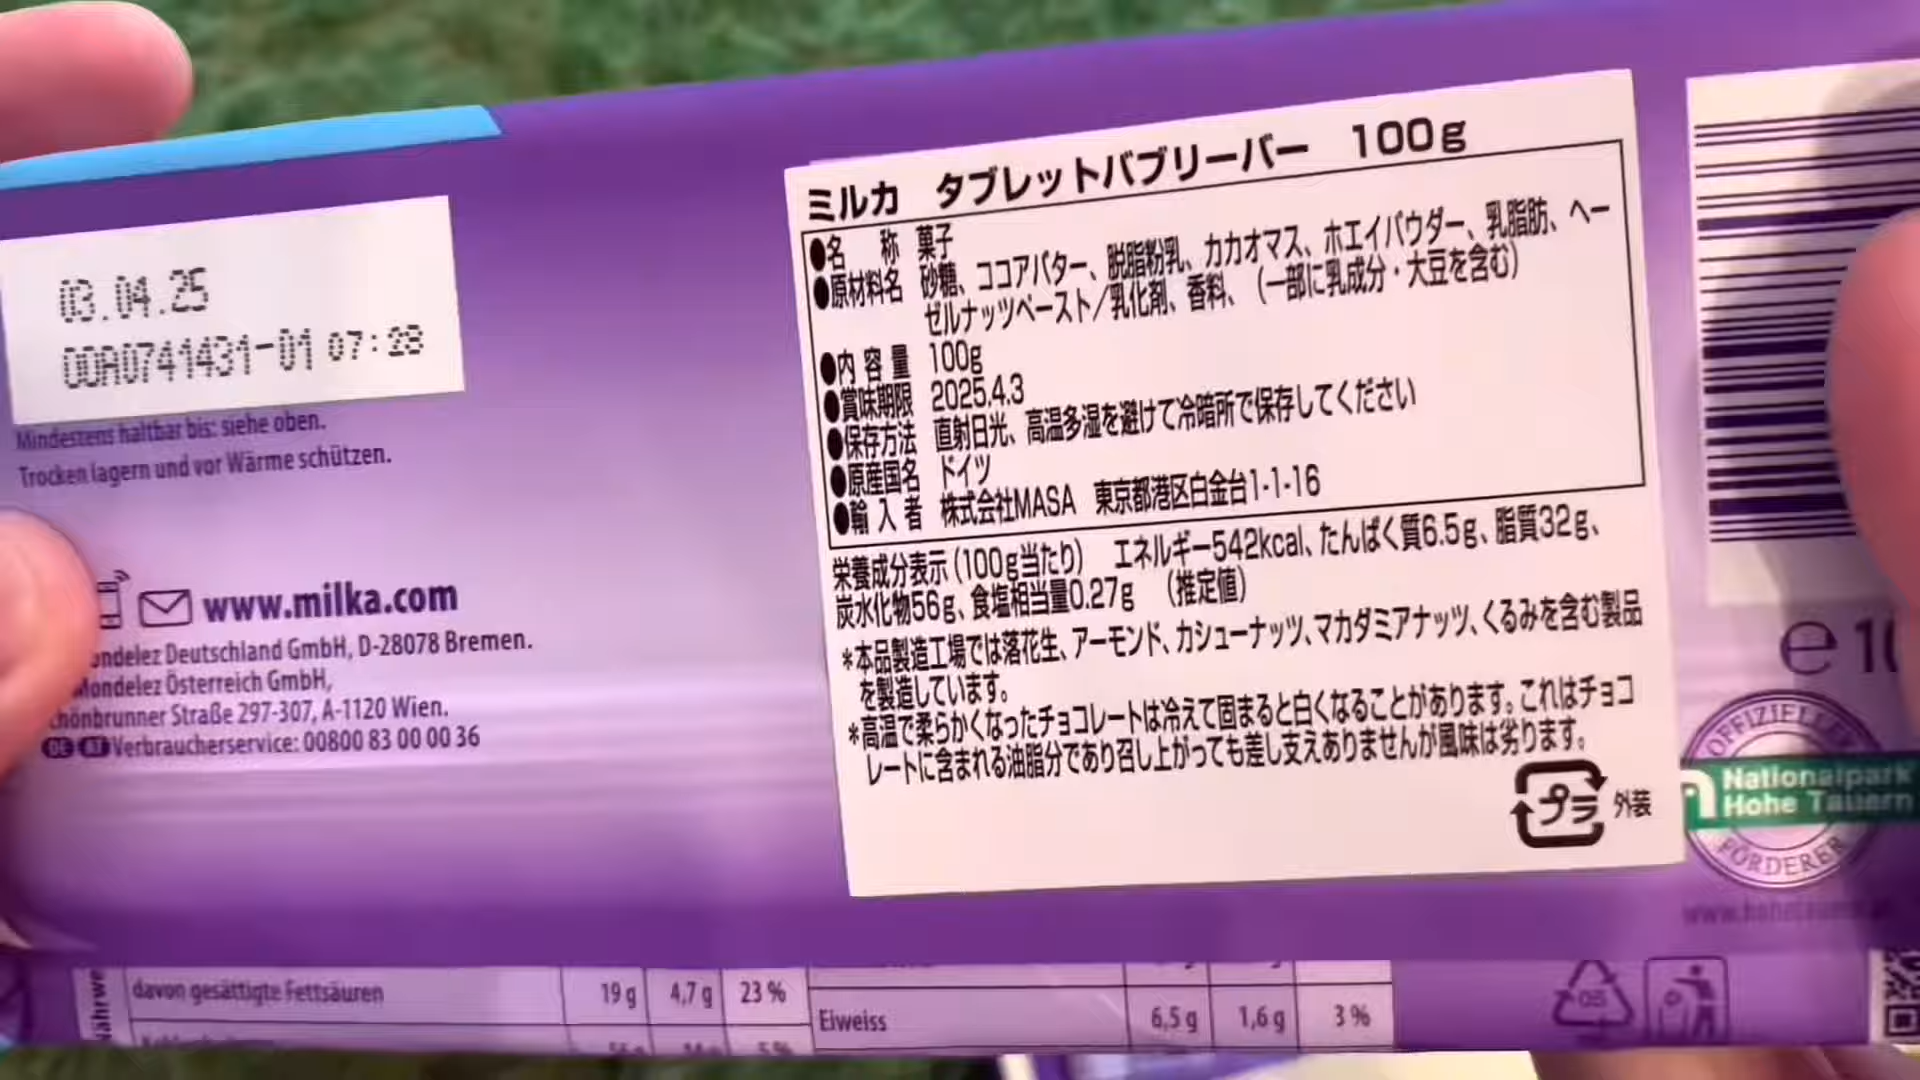 03.04.25
OOA0741431-01 07:28
Mindestens haltbar bis: siehe oben.
Trocken lagern und vor Wärme schützen.
www.milka.com
Deutschland GmbH, D-28078 Bremen.
Mondelez Österreich GmbH,
Straße 297-307, A-1120 Wien.
DE AT Verbraucherservice: 00800 83 00 00 36
ミルカ タブレットバブリーバー 100g
●名 称 菓子
●原材料名 砂糖、ココアバター、脱脂粉乳、カカオマス、ホエイパウダー、乳脂肪、ヘー
ゼルナッツペースト/乳化剤、香料、(一部に乳成分・大豆を含む)
●内容量 100g
●賞味期限 2025.4.3
●保存方法 直射日光、高温多湿を避けて冷暗所で保存してください
●原産国名 ドイツ
●輸入者 株式会社MASA 東京都港区白金台1-1-16
栄養成分表示(100g当たり) エネルギー542kcal、たんぱく質6.5g、脂質32g、
炭水化物56g、食塩相当量0.27g (推定値)
*本品製造工場では落花生、アーモンド、カシューナッツ、マカダミアナッツ、くるみを含む製品
を製造しています。
*高温で柔らかくなったチョコレートは冷えて固まると白くなることがあります。これはチョコ
レートに含まれる油脂分であり召し上がっても差し支えありませんが風味は劣ります。
プラ 外装
e
OFFIZIELLER
Nationalpark
Hohe Tauern
FÖRDERER
davon gesättigte Fettsäuren 19 g 4,7 g 23 %
Eiweiss 6,5 g 1,6 g 3 %
05